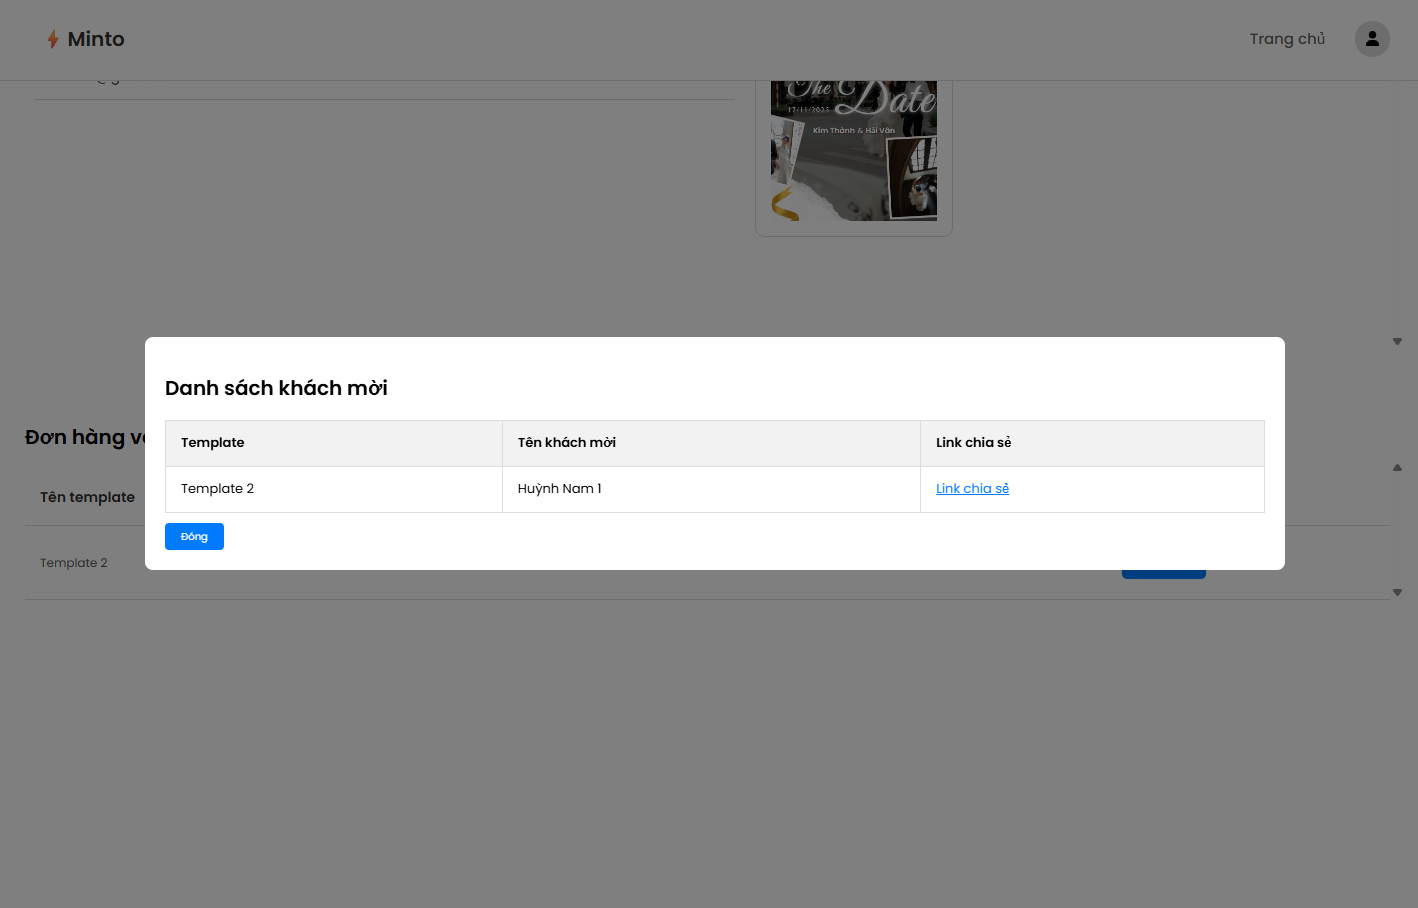 Minto
Trang chủ
The
Date
17/11/2025
Kim Thành & Hải Vân
Danh sách khách mời
Đơn hàng
Template
Tên khách mời
Link chia sẻ
Tên template
Template 2
Huỳnh Nam 1
Link chia sẻ
Đóng
Template 2